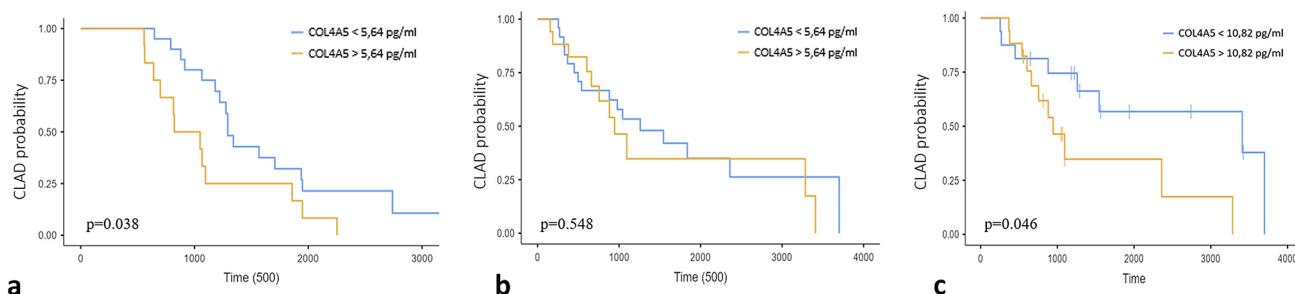 COL4A5 < 5,64 pg/ml
COL4A5 > 5,64 pg/ml
CLAD probability
1.00
0.75
0.50
0.25
0.00
p=0.038
0
1000
2000
3000
Time (500)
a
COL4A5 < 5.64 pg/ml
COL4A5 > 5.64 pg/ml
CLAD probability
1.00
0.75
0.50
0.25
0.00
p=0.548
0
1000
2000
3000
4000
Time (500)
b
COL4A5 < 10,82 pg/ml
COL4A5 > 10,82 pg/ml
CLAD probability
1.00
0.75
0.50
0.25
0.00
p=0.046
0
1000
2000
3000
4000
Time
c